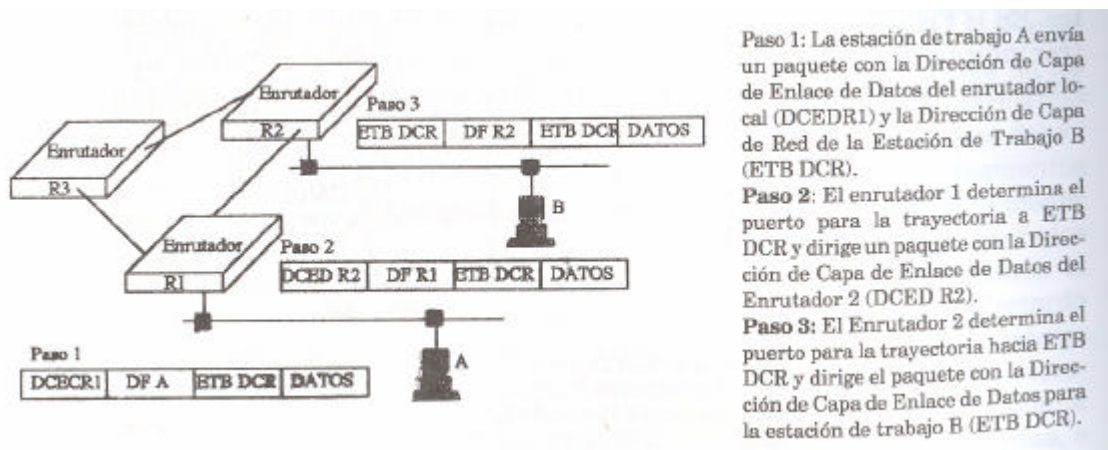 Enrutador
R2
Paso 3
ETB DCR DF R2 ETB DCR DATOS
Enrutador
R3
B
Enrutador
R1
Paso 2
DCED R2 DF R1 ETB DCR DATOS
A
Paso 1
DCECR1 DF A ETB DCR DATOS
Paso 1: La estación de trabajo A envía
un paquete con la Dirección de Capa
de Enlace de Datos del enrutador lo-
cal (DCEDR1) y la Dirección de Capa
de Red de la Estación de Trabajo B
(ETB DCR).
Paso 2: El enrutador 1 determina el
puerto para la trayectoria a ETB
DCR y dirige un paquete con la Direc-
ción de Capa de Enlace de Datos del
Enrutador 2 (DCED R2).
Paso 3: El Enrutador 2 determina el
puerto para la trayectoria hacia ETB
DCR y dirige el paquete con la Direc-
ción de Capa de Enlace de Datos para
la estación de trabajo B (ETB DCR).